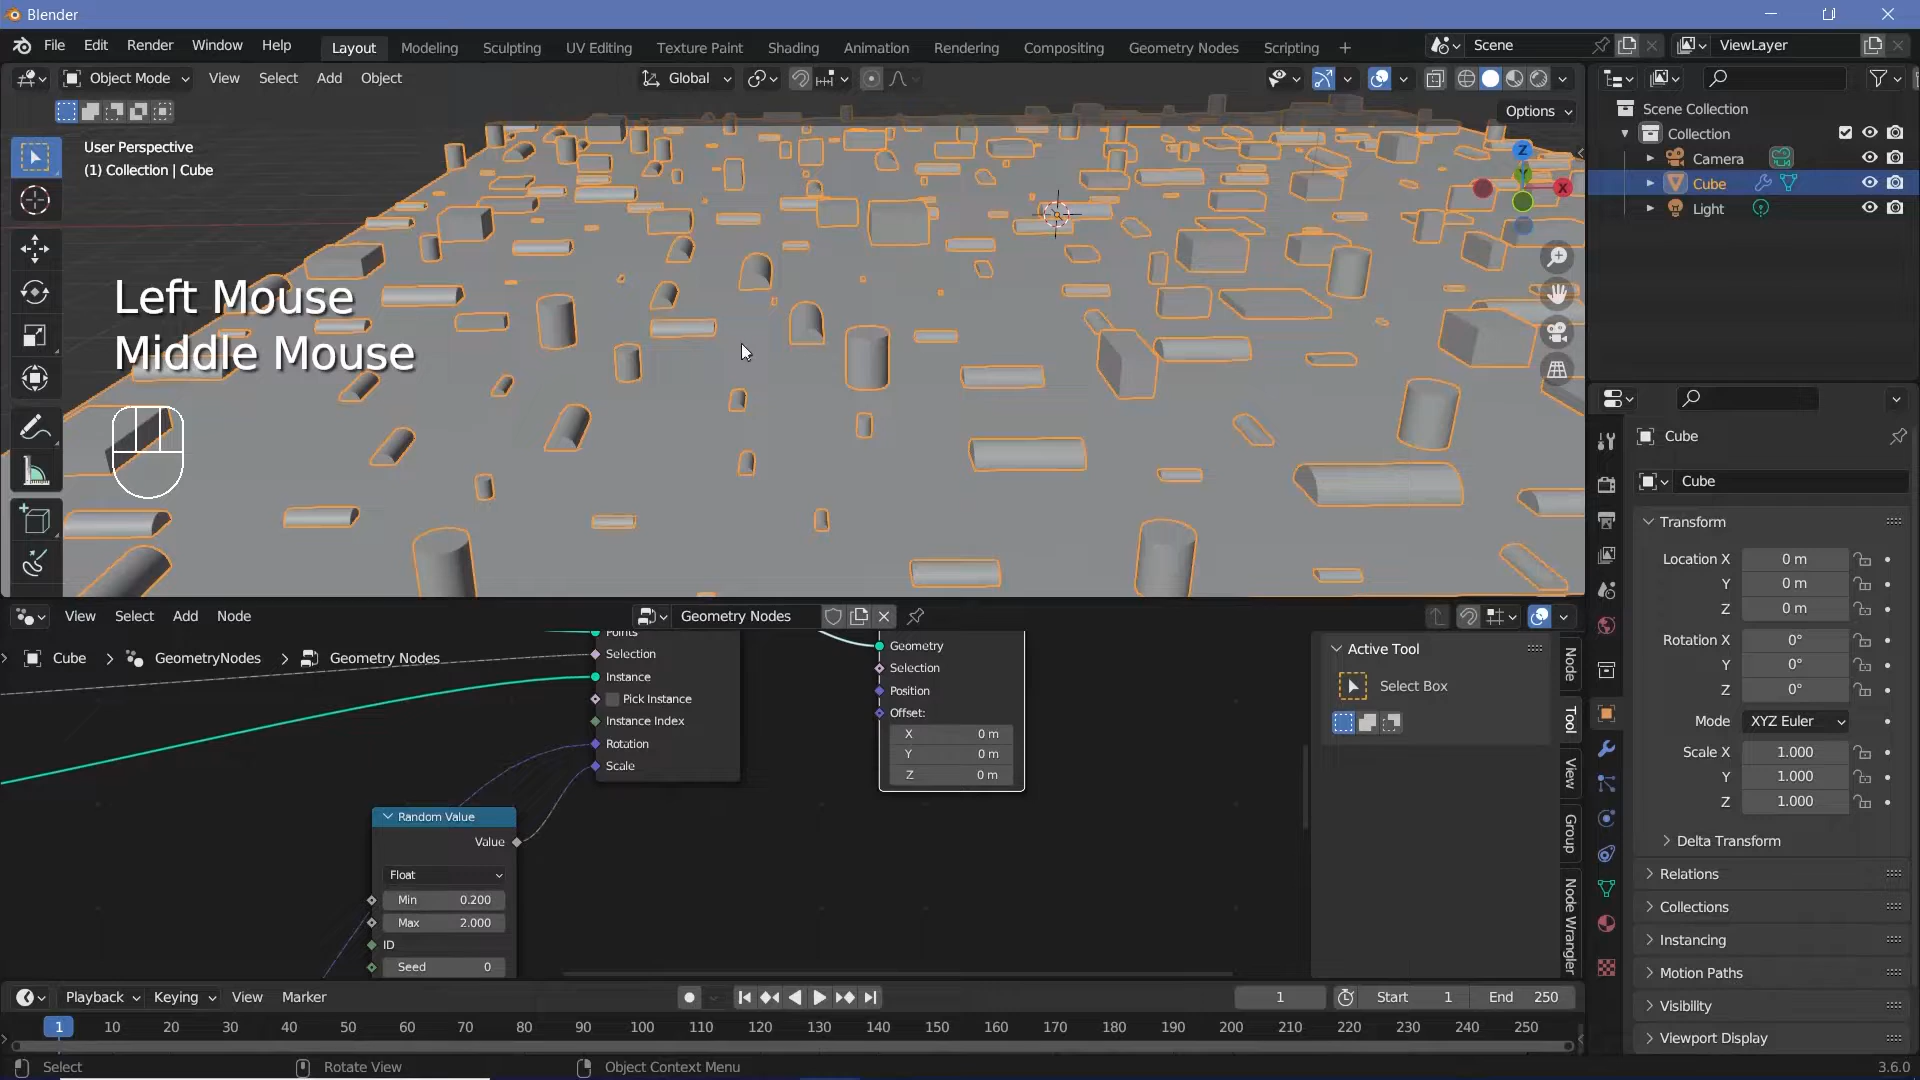 Blender
File Edit Render Window Help Layout Modeling Sculpting UV Editing Texture Paint Shading Animation Rendering Compositing Geometry Nodes Scripting + Scene ViewLayer
Object Mode View Select Add Object Global
Options
User Perspective
(1) Collection | Cube
Z
X
Left Mouse
Middle Mouse
Scene Collection
Collection
Camera
Cube
Light
View Select Add Node Geometry Nodes
Cube > GeometryNodes > Geometry Nodes
Points
Selection
Instance
Pick Instance
Instance Index
Rotation
Scale
Geometry
Selection
Position
Offset:
X 0 m
Y 0 m
Z 0 m
Random Value
Value
Float
Min 0.200
Max 2.000
ID
Seed 0
Active Tool
Select Box
Node
Tool
View
Group
Node Wrangler
Cube
Cube
Transform
Location X 0 m
Y 0 m
Z 0 m
Rotation X 0°
Y 0°
Z 0°
Mode XYZ Euler
Scale X 1.000
Y 1.000
Z 1.000
Delta Transform
Relations
Collections
Instancing
Motion Paths
Visibility
Viewport Display
Playback Keying View Marker 1 Start 1 End 250
1 10 20 30 40 50 60 70 80 90 100 110 120 130 140 150 160 170 180 190 200 210 220 230 240 250
Select Rotate View Object Context Menu 3.6.0